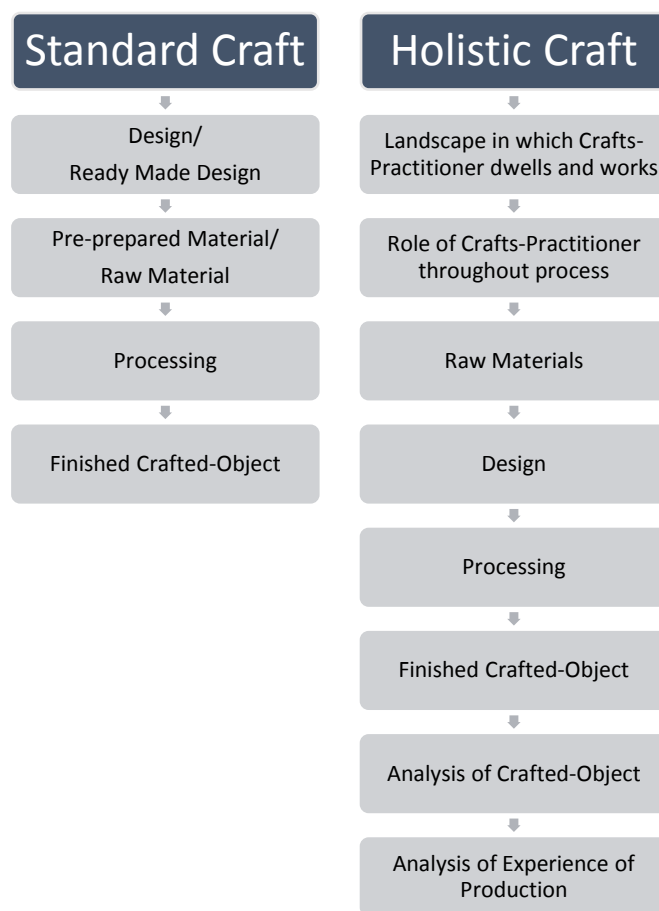 Standard Craft
Design/
Ready Made Design
Pre-prepared Material/
Raw Material
Processing
Finished Crafted-Object
Holistic Craft
Landscape in which Crafts-
Practitioner dwells and works
Role of Crafts-Practitioner
throughout process
Raw Materials
Design
Processing
Finished Crafted-Object
Analysis of Crafted-Object
Analysis of Experience of
Production